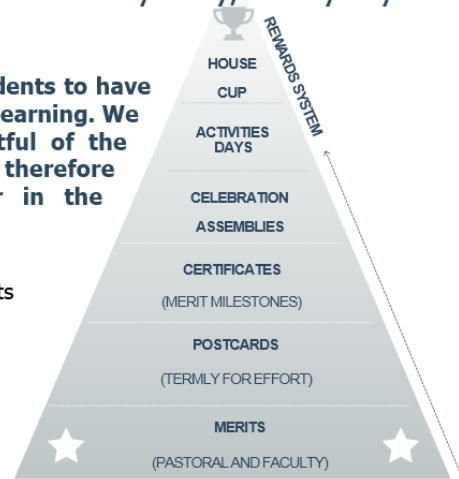 dents to have
earning. We
tful of the
therefore
r in the
ts
REWARDS SYSTEM
HOUSE
CUP
ACTIVITIES
DAYS
CELEBRATION
ASSEMBLIES
CERTIFICATES
(MERIT MILESTONES)
POSTCARDS
(TERMLY FOR EFFORT)
MERITS
(PASTORAL AND FACULTY)